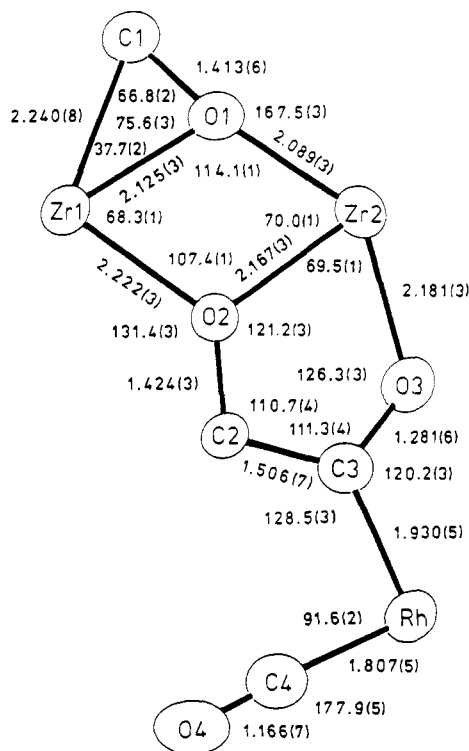 C1
1.413(6)
2.240(8)
66.8(2)
167.5(3)
75.6(3)
O1
2.089(3)
37.7(2)
2.125(3)
114.1(1)
Zr1
68.3(1)
70.0(1)
Zr2
107.4(1)
2.167(3)
69.5(1)
2.222(3)
2.181(3)
O2
131.4(3)
121.2(3)
126.3(3)
O3
1.424(3)
110.7(4)
111.3(4)
1.281(6)
C2
C3
120.2(3)
1.506(7)
128.5(3)
1.930(5)
91.6(2)
Rh
1.807(5)
C4
177.9(5)
O4
1.166(7)